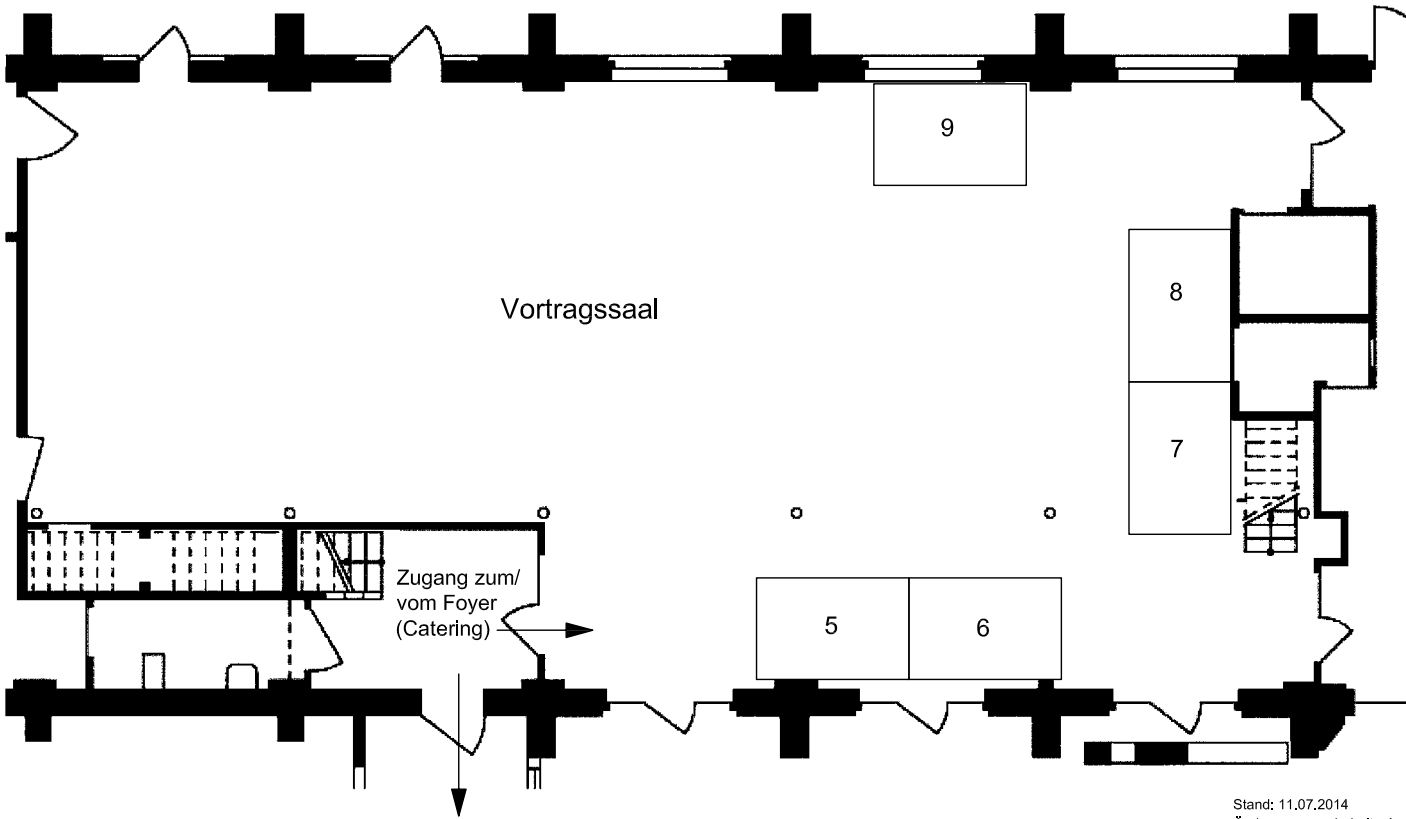 9
8
Vortragssaal
7
Zugang zum/
vom Foyer
(Catering)
5
6
Stand: 11.07.2014